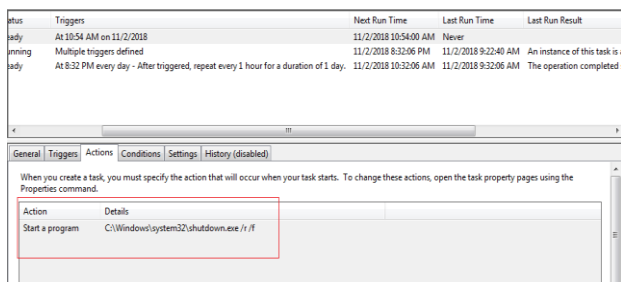 atus Triggers Next Run Time Last Run Time Last Run Result
eady At 10:54 AM on 11/2/2018 11/2/2018 10:54:00 AM Never
unning Multiple triggers defined 11/2/2018 8:32:06 PM 11/2/2018 9:22:40 AM An instance of this task is a
eady At 8:32 PM every day - After triggered, repeat every 1 hour for a duration of 1 day. 11/2/2018 10:32:06 AM 11/2/2018 9:32:06 AM The operation completed
General Triggers Actions Conditions Settings History (disabled)
When you create a task, you must specify the action that will occur when your task starts. To change these actions, open the task property pages using the
Properties command.
Action Details
Start a program C:\Windows\system32\shutdown.exe /r /f